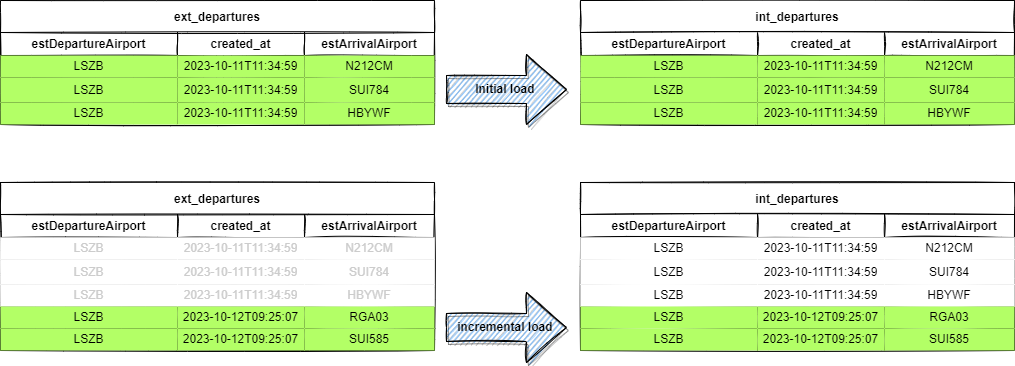 ext_departures int_departures
estDepartureAirport created_at estArrivalAirport estDepartureAirport created_at estArrivalAirport
LSZB 2023-10-11T11:34:59 N212CM LSZB 2023-10-11T11:34:59 N212CM
LSZB 2023-10-11T11:34:59 SUI784 Initial load LSZB 2023-10-11T11:34:59 SUI784
LSZB 2023-10-11T11:34:59 HBYWF LSZB 2023-10-11T11:34:59 HBYWF
ext_departures int_departures
estDepartureAirport created_at estArrivalAirport estDepartureAirport created_at estArrivalAirport
LSZB 2023-10-11T11:34:59 N212CM LSZB 2023-10-11T11:34:59 N212CM
LSZB 2023-10-11T11:34:59 SUI784 LSZB 2023-10-11T11:34:59 SUI784
LSZB 2023-10-11T11:34:59 HBYWF LSZB 2023-10-11T11:34:59 HBYWF
LSZB 2023-10-12T09:25:07 RGA03 incremental load LSZB 2023-10-12T09:25:07 RGA03
LSZB 2023-10-12T09:25:07 SUI585 LSZB 2023-10-12T09:25:07 SUI585